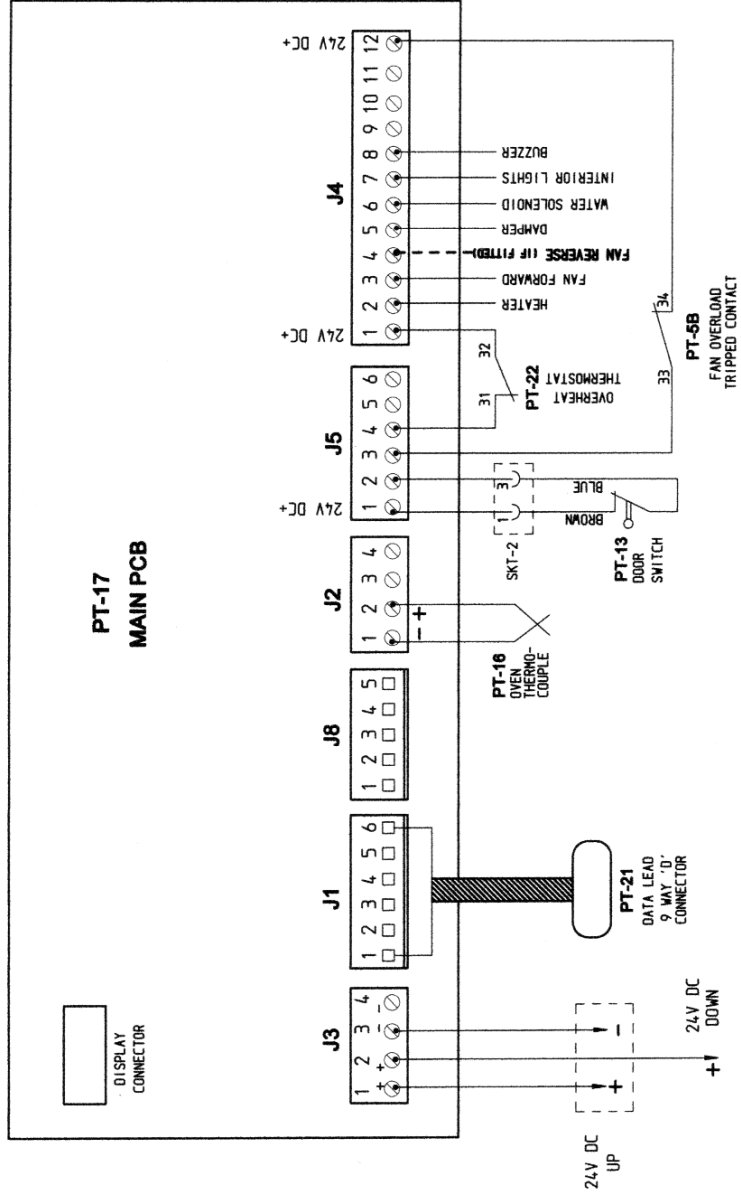 PT-17
MAIN PCB
DISPLAY
CONNECTOR
J3
1 2 3 4
+ + - -
24V DC
UP
+ -
+
24V DC
DOWN
J1
1 2 3 4 5 6
PT-21
DATA LEAD
9 WAY 'D'
CONNECTOR
J8
1 2 3 4 5
J2
1 2 3 4
- +
PT-16
OVEN
THERMO-
COUPLE
J5
24V DC+
1 2 3 4 5 6
SKT-2
1 3
BROWN
BLUE
PT-13
DOOR
SWITCH
31 32
PT-22
OVERHEAT
THERMOSTAT
J4
24V DC+
1 2 3 4 5 6 7 8 9 10 11 12
24V DC+
HEATER
FAN FORWARD
FAN REVERSE (IF FITTED)
DAMPER
WATER SOLENOID
INTERIOR LIGHTS
BUZZER
33 34
PT-5B
FAN OVERLOAD
TRIPPED CONTACT